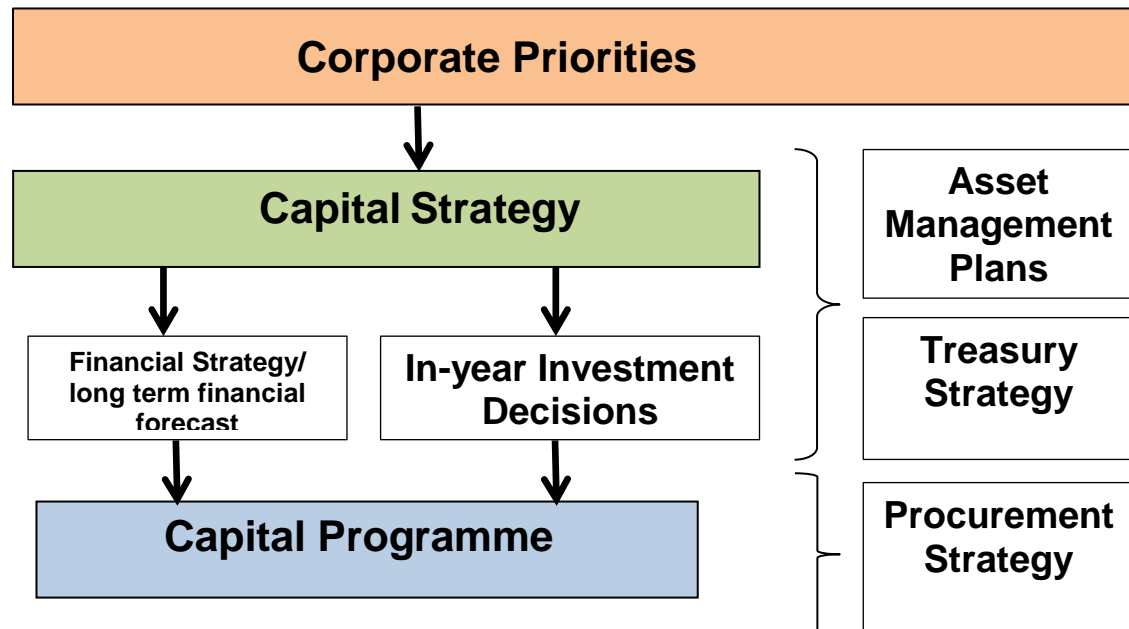 Corporate Priorities
Capital Strategy
Asset
Management
Plans
Financial Strategy/
long term financial
forecast
In-year Investment
Decisions
Treasury
Strategy
Capital Programme
Procurement
Strategy